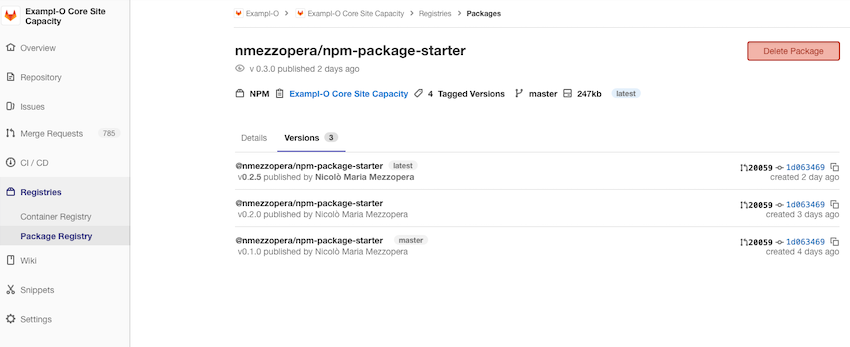 Exampl-O Core Site
Capacity
Overview
Repository
Issues
Merge Requests 785
CI / CD
Registries
Container Registry
Package Registry
Wiki
Snippets
Settings
Exampl-O > Exampl-O Core Site Capacity > Registries > Packages
nmezzopera/npm-package-starter
Delete Package
v 0.3.0 published 2 days ago
NPM Exampl-O Core Site Capacity 4 Tagged Versions master 247kb latest
Details Versions 3
@nmezzopera/npm-package-starter latest
20059 1d063469
v0.2.5 published by Nicolò Maria Mezzopera
created 2 day ago
@nmezzopera/npm-package-starter
20059 1d063469
v0.2.0 published by Nicolò Maria Mezzopera
created 3 days ago
@nmezzopera/npm-package-starter master
20059 1d063469
v0.1.0 published by Nicolò Maria Mezzopera
created 4 days ago